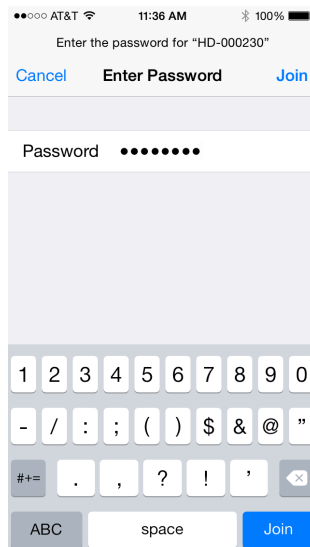 AT&T 11:36 AM 100%
Enter the password for “HD-000230”
Cancel Enter Password Join
Password ••••••••
1 2 3 4 5 6 7 8 9 0
- / : ; ( ) $ & @ ”
#+= . , ? ! ’
ABC space Join